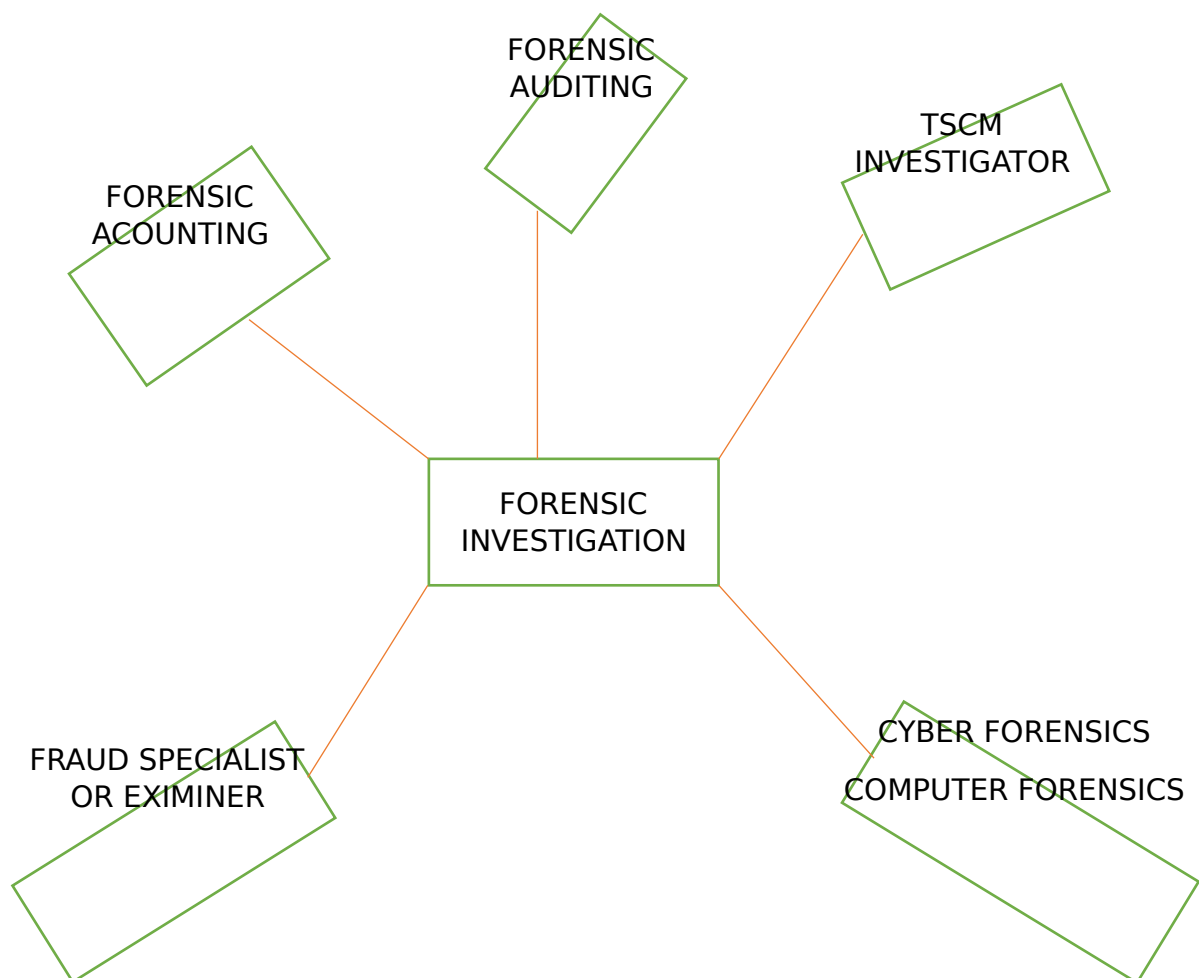 FORENSIC
AUDITING
TSCM
INVESTIGATOR
FORENSIC
ACOUNTING
FORENSIC
INVESTIGATION
FRAUD SPECIALIST
OR EXIMINER
CYBER FORENSICS
COMPUTER FORENSICS